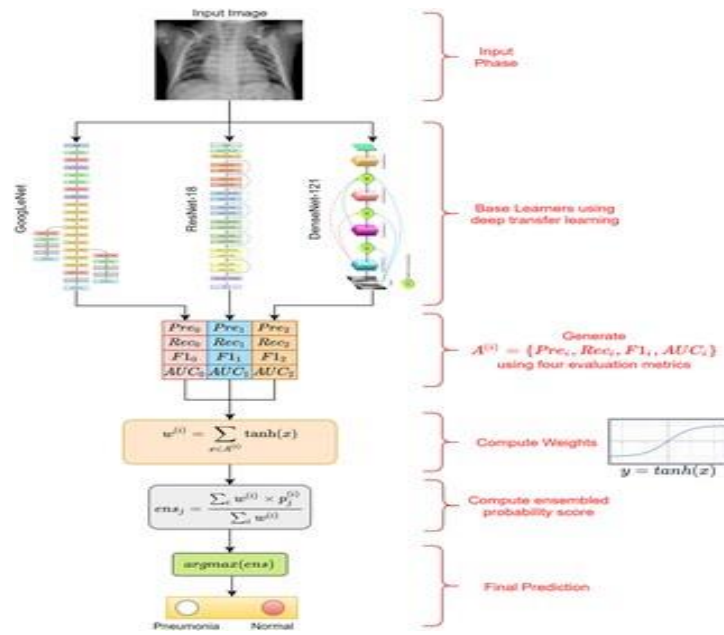 Input Image
Input
Phase
GoogLeNet
ResNet-18
DenseNet-121
Base Learners using
deep transfer learning
Pre₀ Pre₁ Pre₂
Rec₀ Rec₁ Rec₂
F1₀ F1₁ F1₂
AUC₀ AUC₁ AUC₂
Generate
A⁽ⁱ⁾ = {Preᵢ, Recᵢ, F1ᵢ, AUCᵢ}
using four evaluation metrics
w⁽ⁱ⁾ = ∑ tanh(x)
x∈A⁽ⁱ⁾
Compute Weights
y = tanh(x)
ensⱼ = ∑ᵢ w⁽ⁱ⁾ × pⱼ⁽ⁱ⁾ / ∑ᵢ w⁽ⁱ⁾
Compute ensembled
probability score
argmax(ens)
Final Prediction
Pneumonia Normal